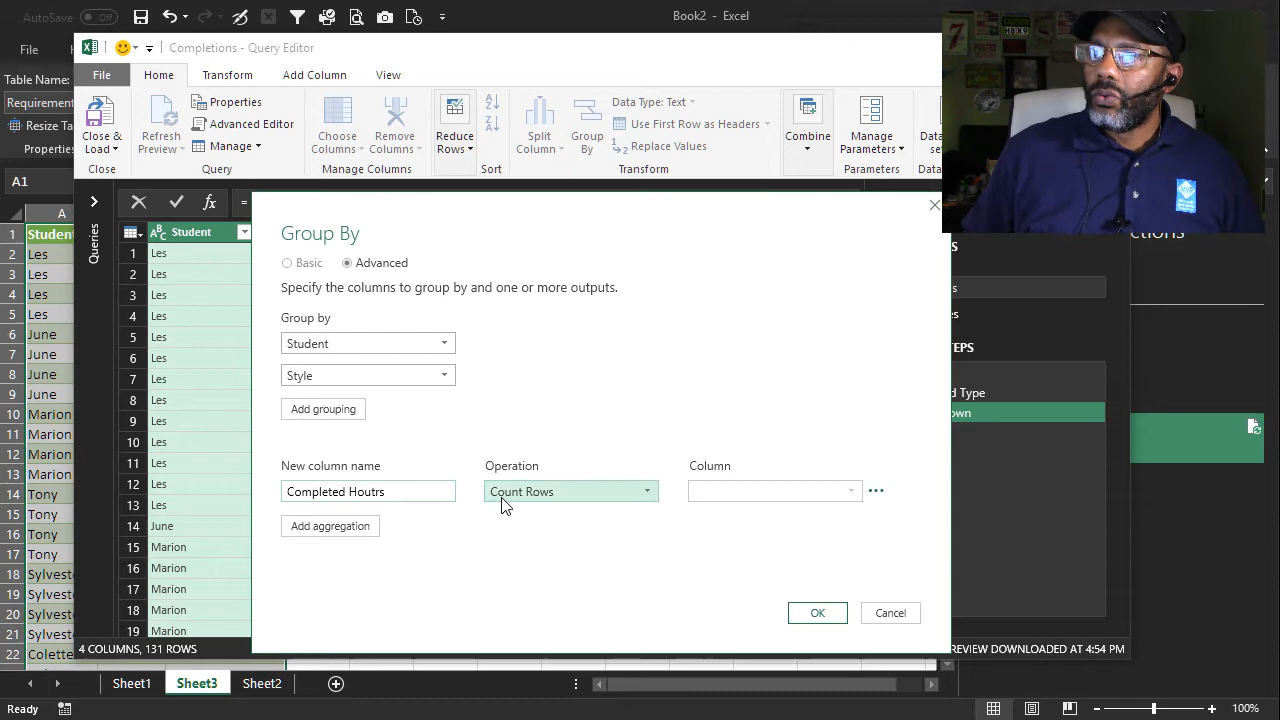 AutoSave Off
Book2 - Excel
File
Completions - Query Editor
File Home Transform Add Column View
Table Name:
Requirement
Resize Ta
Properties
Close &
Load
Refresh
Preview
Properties
Advanced Editor
Manage
Choose
Columns
Remove
Columns
Reduce
Rows
Split
Column
Group
By
Data Type: Text
Use First Row as Headers
Replace Values
Combine
Manage
Parameters
Close
Query
Manage Columns
Sort
Transform
Parameters
A1
fx =
Queries
A
1 Student
2 Les
3 Les
4 Les
5 Les
6 June
7 June
8 June
9 June
10 Marion
11 Marion
12 Marion
13 Marion
14 Tony
15 Tony
16 Tony
17 Tony
18 Sylveste
19 Sylveste
20 Sylveste
21 Sylveste
22 Colette
Student
1 Les
2 Les
3 Les
4 Les
5 Les
6 Les
7 Les
8 Les
9 Les
10 Les
11 Les
12 Les
13 Les
14 June
15 Marion
16 Marion
17 Marion
18 Marion
19 Marion
Group By
Basic Advanced
Specify the columns to group by and one or more outputs.
Group by
Student
Style
Add grouping
New column name Operation Column
Completed Houtrs Count Rows
Add aggregation
OK Cancel
TEPS
d Type
own
4 COLUMNS, 131 ROWS
REVIEW DOWNLOADED AT 4:54 PM
Sheet1 Sheet3 Sheet2
Ready
100%